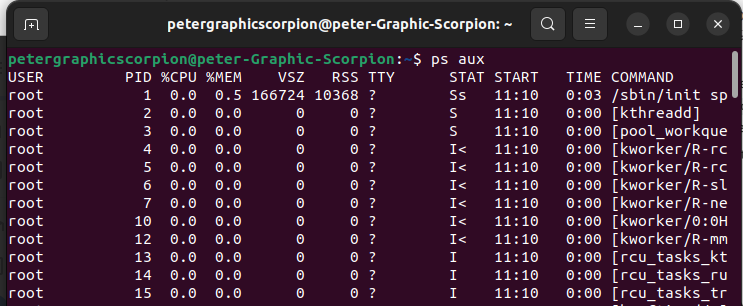 petergraphicscorpion@peter-Graphic-Scorpion: ~
petergraphicscorpion@peter-Graphic-Scorpion:~$ ps aux
USER PID %CPU %MEM VSZ RSS TTY STAT START TIME COMMAND
root 1 0.0 0.5 166724 10368 ? Ss 11:10 0:03 /sbin/init sp
root 2 0.0 0.0 0 0 ? S 11:10 0:00 [kthreadd]
root 3 0.0 0.0 0 0 ? S 11:10 0:00 [pool_workque
root 4 0.0 0.0 0 0 ? I< 11:10 0:00 [kworker/R-rc
root 5 0.0 0.0 0 0 ? I< 11:10 0:00 [kworker/R-rc
root 6 0.0 0.0 0 0 ? I< 11:10 0:00 [kworker/R-sl
root 7 0.0 0.0 0 0 ? I< 11:10 0:00 [kworker/R-ne
root 10 0.0 0.0 0 0 ? I< 11:10 0:00 [kworker/0:0H
root 12 0.0 0.0 0 0 ? I< 11:10 0:00 [kworker/R-mm
root 13 0.0 0.0 0 0 ? I 11:10 0:00 [rcu_tasks_kt
root 14 0.0 0.0 0 0 ? I 11:10 0:00 [rcu_tasks_ru
root 15 0.0 0.0 0 0 ? I 11:10 0:00 [rcu_tasks_tr